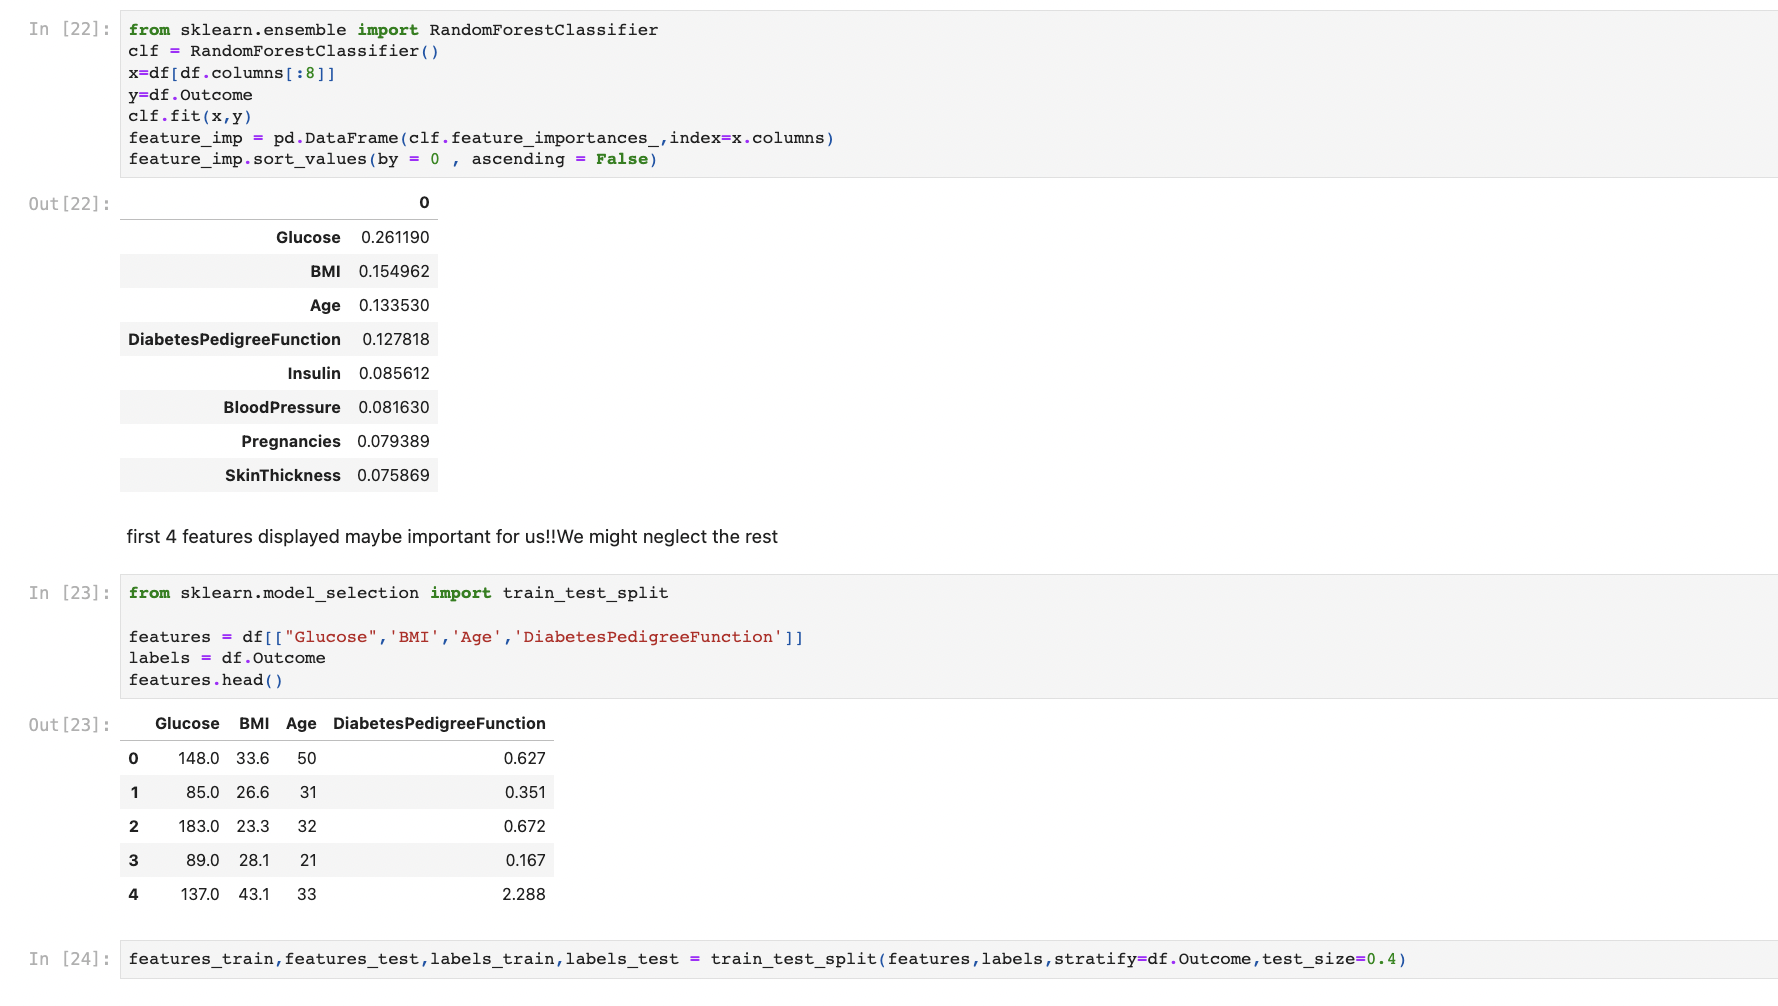 In [22]:
from sklearn.ensemble import RandomForestClassifier
clf = RandomForestClassifier()
x=df[df.columns[:8]]
y=df.Outcome
clf.fit(x,y)
feature_imp = pd.DataFrame(clf.feature_importances_,index=x.columns)
feature_imp.sort_values(by = 0 , ascending = False)
Out[22]:
0
Glucose 0.261190
BMI 0.154962
Age 0.133530
DiabetesPedigreeFunction 0.127818
Insulin 0.085612
BloodPressure 0.081630
Pregnancies 0.079389
SkinThickness 0.075869
first 4 features displayed maybe important for us!!We might neglect the rest
In [23]:
from sklearn.model_selection import train_test_split
features = df[["Glucose",'BMI','Age','DiabetesPedigreeFunction']]
labels = df.Outcome
features.head()
Out[23]:
Glucose BMI Age DiabetesPedigreeFunction
0 148.0 33.6 50 0.627
1 85.0 26.6 31 0.351
2 183.0 23.3 32 0.672
3 89.0 28.1 21 0.167
4 137.0 43.1 33 2.288
In [24]:
features_train,features_test,labels_train,labels_test = train_test_split(features,labels,stratify=df.Outcome,test_size=0.4)